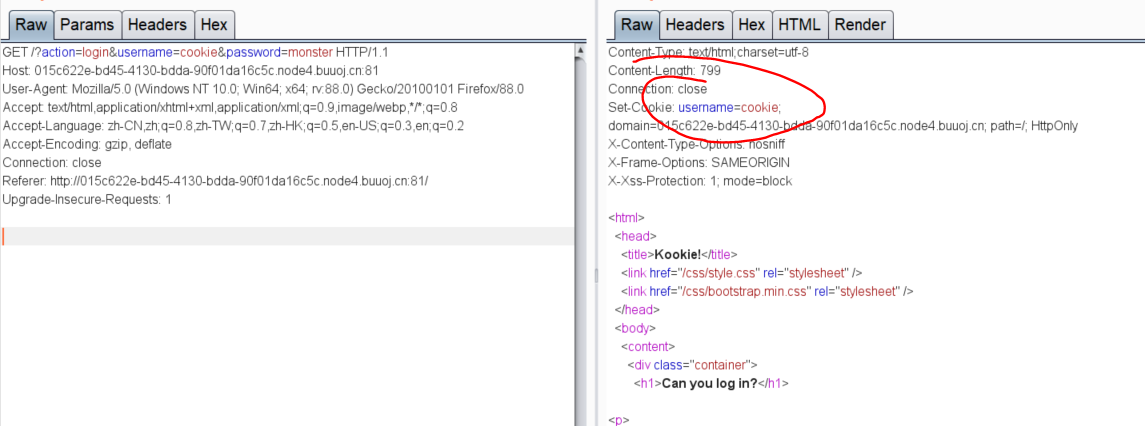 Raw Params Headers Hex
GET /?action=login&username=cookie&password=monster HTTP/1.1
Host: 015c622e-bd45-4130-bdda-90f01da16c5c.node4.buuoj.cn:81
User-Agent: Mozilla/5.0 (Windows NT 10.0; Win64; x64; rv:88.0) Gecko/20100101 Firefox/88.0
Accept: text/html,application/xhtml+xml,application/xml;q=0.9,image/webp,*/*;q=0.8
Accept-Language: zh-CN,zh;q=0.8,zh-TW;q=0.7,zh-HK;q=0.5,en-US;q=0.3,en;q=0.2
Accept-Encoding: gzip, deflate
Connection: close
Referer: http://015c622e-bd45-4130-bdda-90f01da16c5c.node4.buuoj.cn:81/
Upgrade-Insecure-Requests: 1
Raw Headers Hex HTML Render
Content-Type: text/html;charset=utf-8
Content-Length: 799
Connection: close
Set-Cookie: username=cookie;
domain=015c622e-bd45-4130-bdda-90f01da16c5c.node4.buuoj.cn; path=/; HttpOnly
X-Content-Type-Options: nosniff
X-Frame-Options: SAMEORIGIN
X-Xss-Protection: 1; mode=block
<html>
<head>
<title>Kookie!</title>
<link href="/css/style.css" rel="stylesheet" />
<link href="/css/bootstrap.min.css" rel="stylesheet" />
</head>
<body>
<content>
<div class="container">
<h1>Can you log in?</h1>
<p>